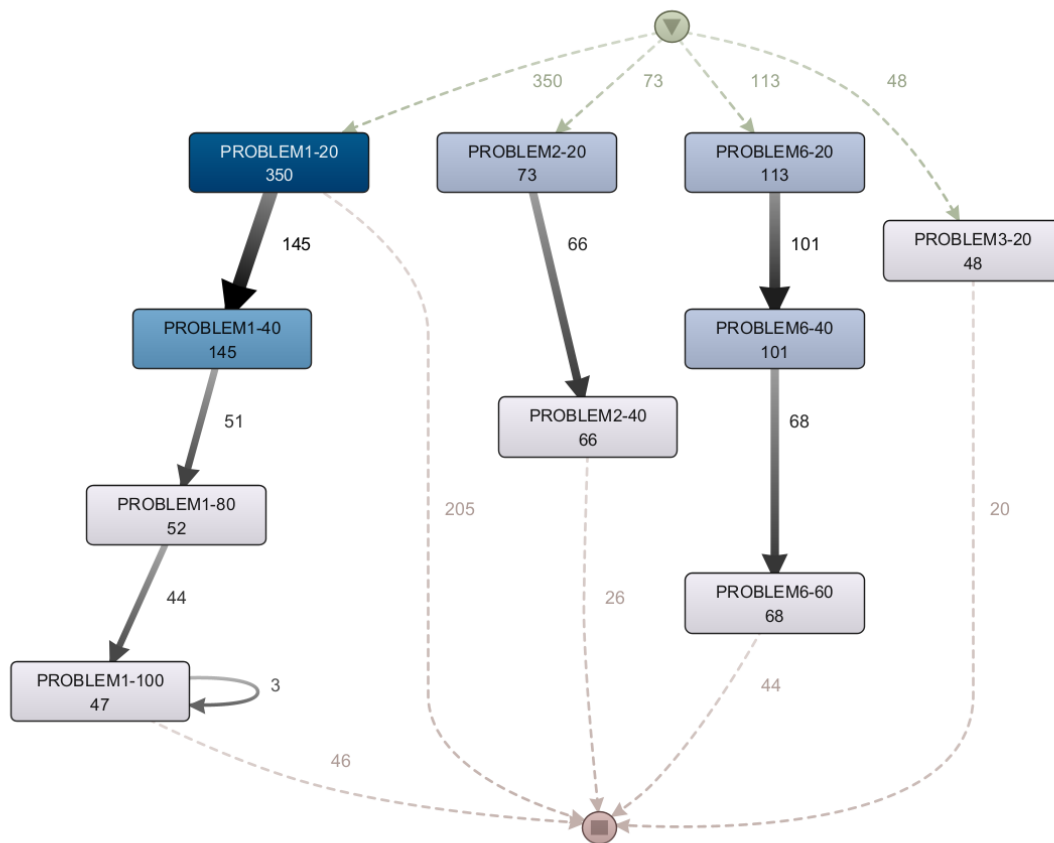 350
73
113
48
PROBLEM1-20
350
PROBLEM2-20
73
PROBLEM6-20
113
PROBLEM3-20
48
145
66
101
PROBLEM1-40
145
PROBLEM6-40
101
PROBLEM2-40
66
51
68
PROBLEM1-80
52
205
20
44
26
PROBLEM6-60
68
PROBLEM1-100
47
3
44
46